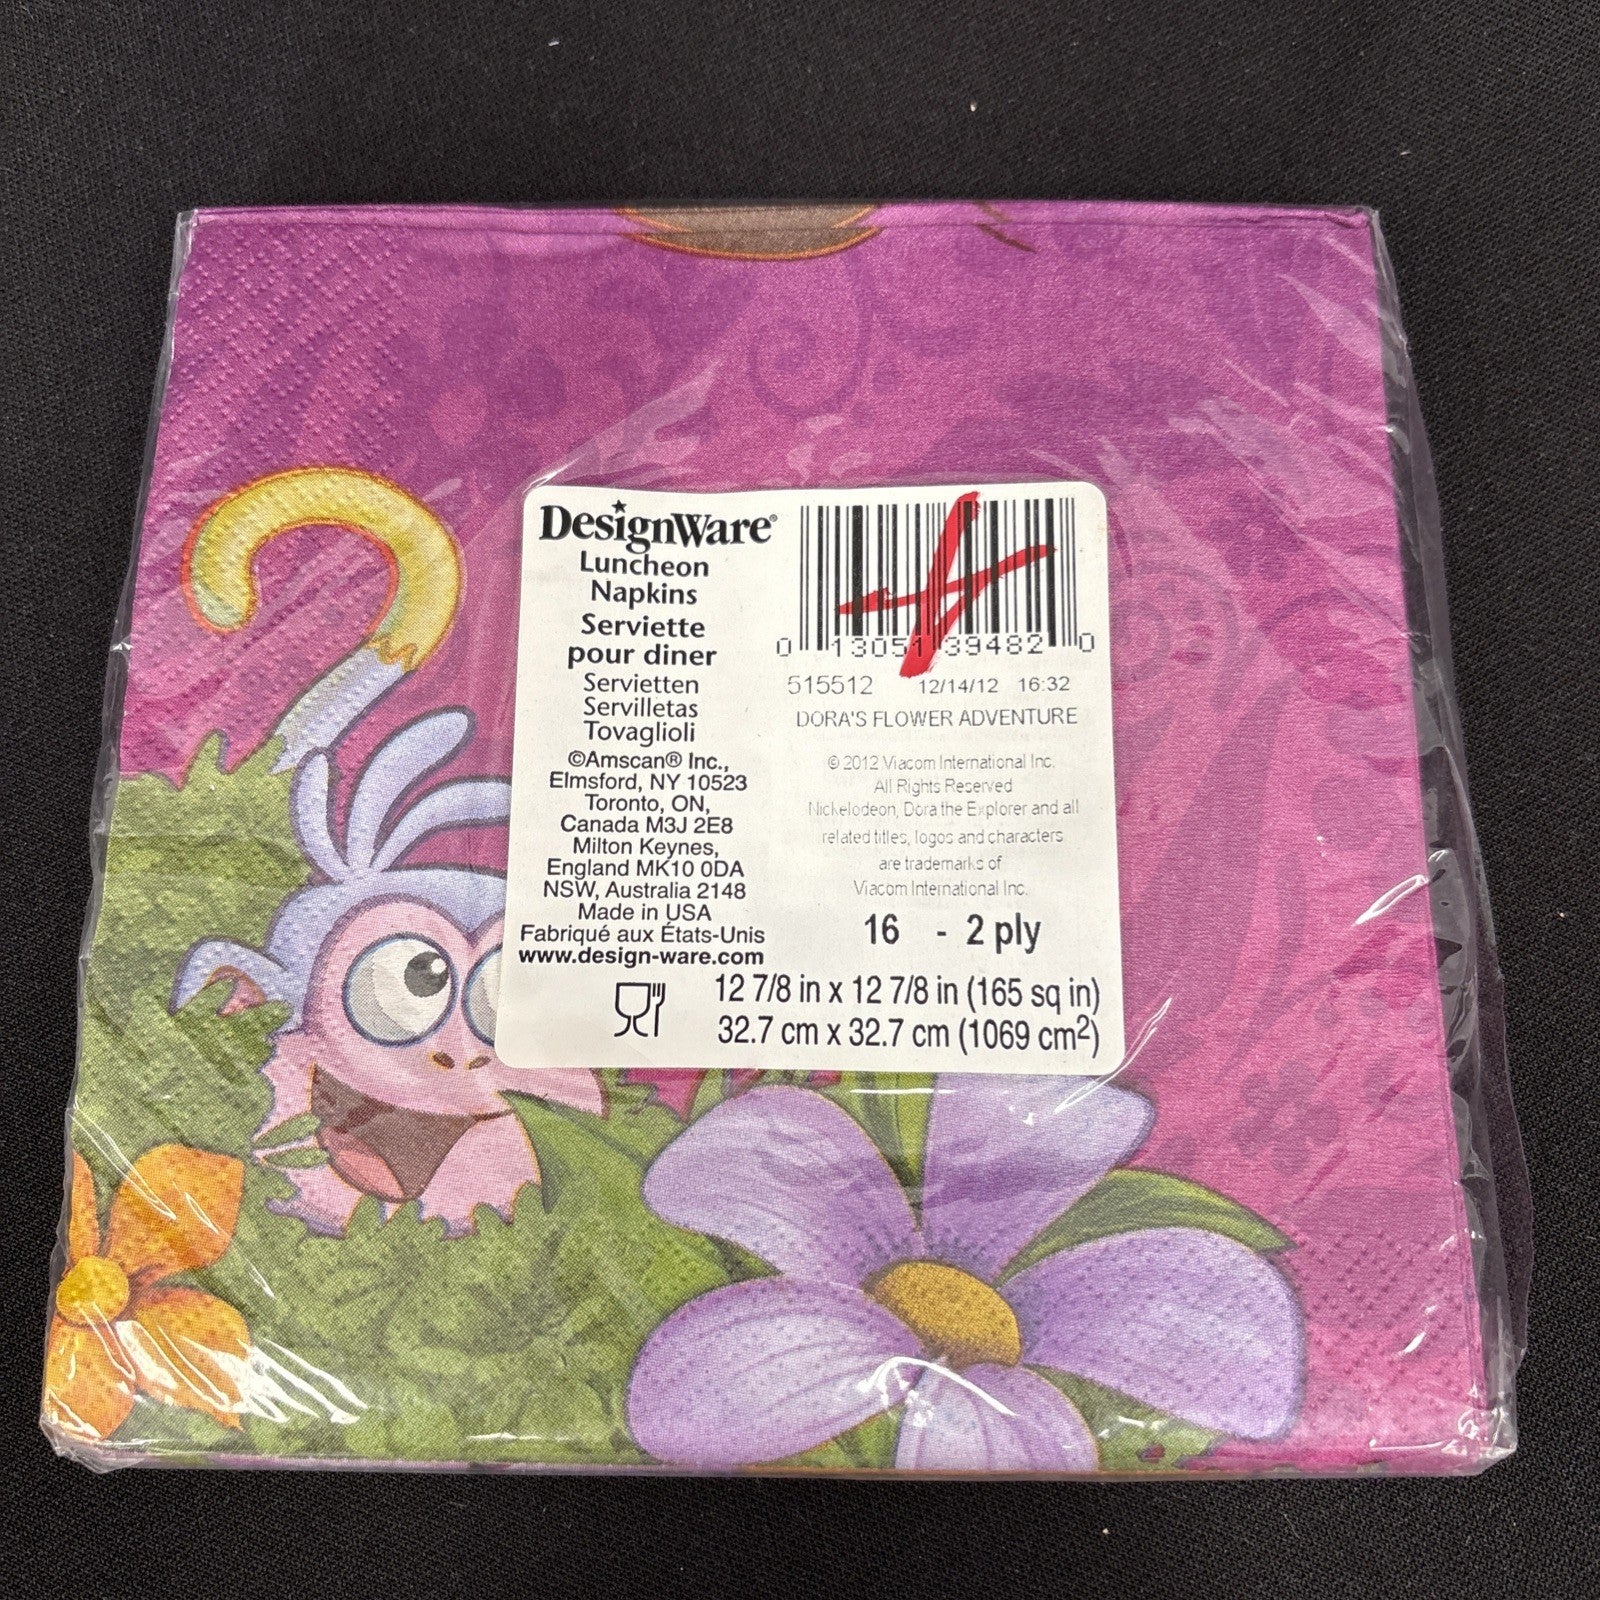 DesignWare®
Luncheon
Napkins
Serviette
pour diner
Servietten
Servilletas
Tovaglioli
©Amscan® Inc.,
Elmsford, NY 10523
Toronto, ON,
Canada M3J 2E8
Milton Keynes,
England MK10 0DA
NSW, Australia 2148
Made in USA
Fabriqué aux États-Unis
www.design-ware.com
0 13051 39482 0
515512 12/14/12 16:32
DORA'S FLOWER ADVENTURE
© 2012 Viacom International Inc.
All Rights Reserved
Nickelodeon, Dora the Explorer and all
related titles, logos and characters
are trademarks of
Viacom International Inc.
16 - 2 ply
12 7/8 in x 12 7/8 in (165 sq in)
32.7 cm x 32.7 cm (1069 cm²)